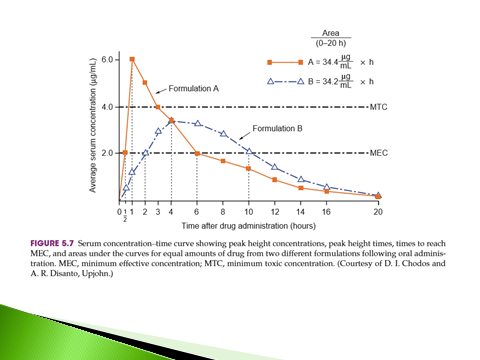 Area
(0–20 h)
A = 34.4 µg/mL × h
B = 34.2 µg/mL × h
Average serum concentration (µg/mL)
6.0
4.0
2.0
Formulation A
Formulation B
MTC
MEC
0 1/2 1 2 3 4 6 8 10 12 14 16 20
Time after drug administration (hours)
FIGURE 5.7 Serum concentration–time curve showing peak height concentrations, peak height times, times to reach
MEC, and areas under the curves for equal amounts of drug from two different formulations following oral adminis-
tration. MEC, minimum effective concentration; MTC, minimum toxic concentration. (Courtesy of D. I. Chodos and
A. R. Disanto, Upjohn.)